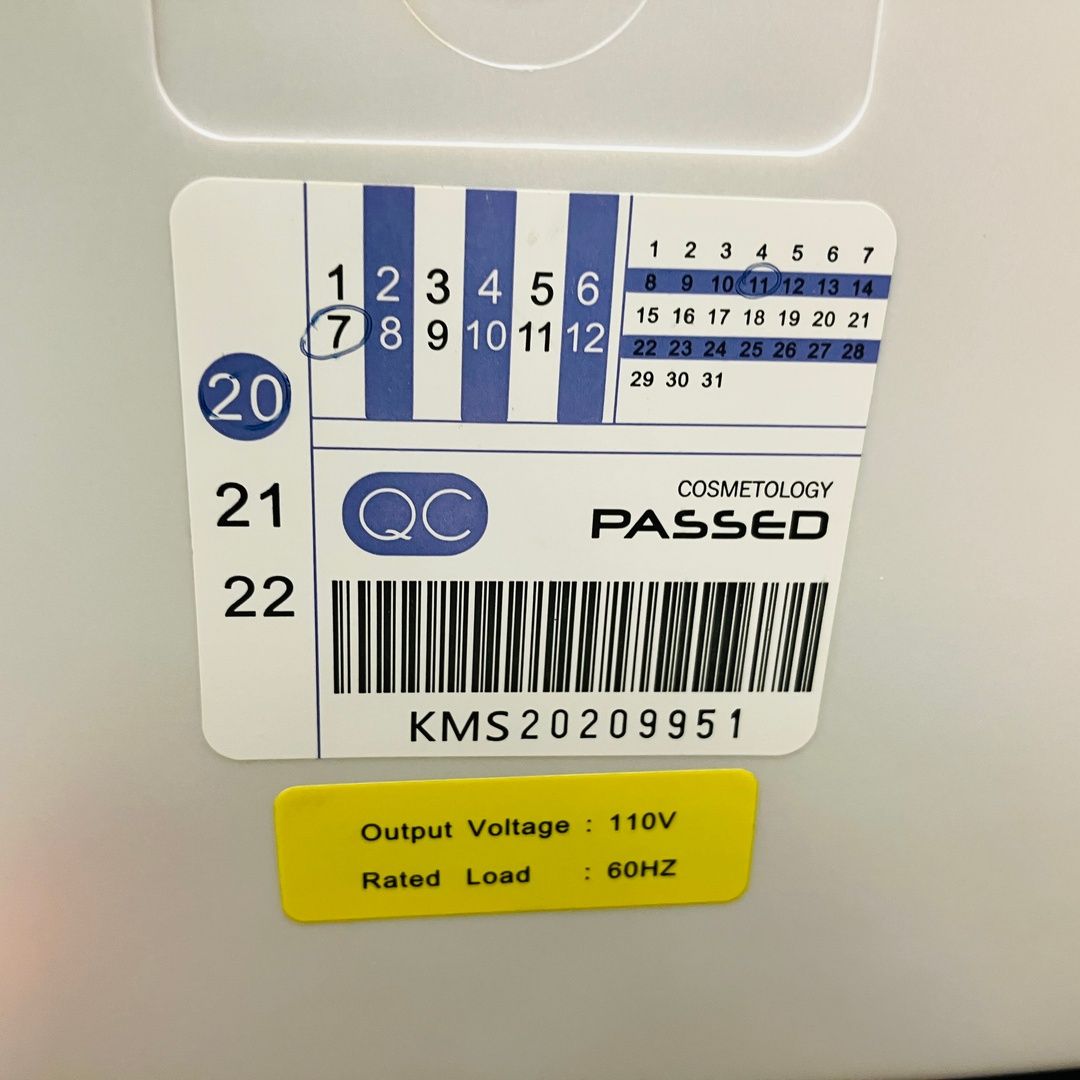 1 2 3 4 5 6
7 8 9 10 11 12
1 2 3 4 5 6 7
8 9 10 11 12 13 14
15 16 17 18 19 20 21
22 23 24 25 26 27 28
29 30 31
20
21
22
QC
COSMETOLOGY
PASSED
KMS20209951
Output Voltage : 110V
Rated Load : 60HZ